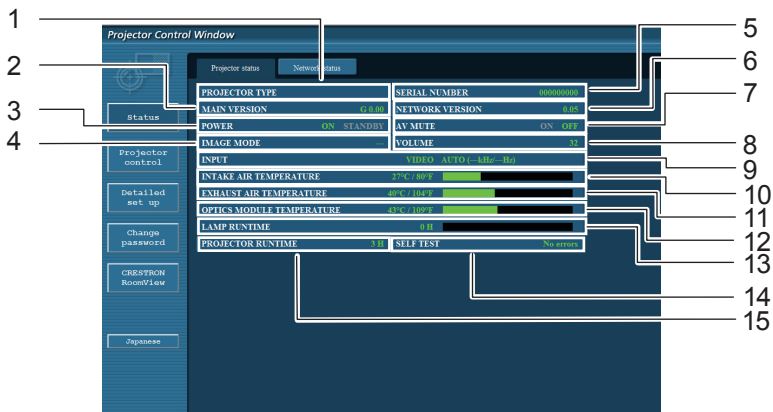 1
Projector Control Window
5
2
Projector status
Network status
6
3
PROJECTOR TYPE
SERIAL NUMBER 000000000
7
MAIN VERSION G 0.00
NETWORK VERSION 0.05
Status
POWER ON STANDBY
AV MUTE ON OFF
4
IMAGE MODE ---
VOLUME 32
8
Projector
control
INPUT VIDEO AUTO (—kHz/—Hz)
9
INTAKE AIR TEMPERATURE 27°C / 80°F
10
Detailed
set up
EXHAUST AIR TEMPERATURE 40°C / 104°F
11
OPTICS MODULE TEMPERATURE 43°C / 109°F
12
Change
password
LAMP RUNTIME 0 H
13
PROJECTOR RUNTIME 3 H
SELF TEST No errors
CRESTRON
RoomView
14
15
Japanese